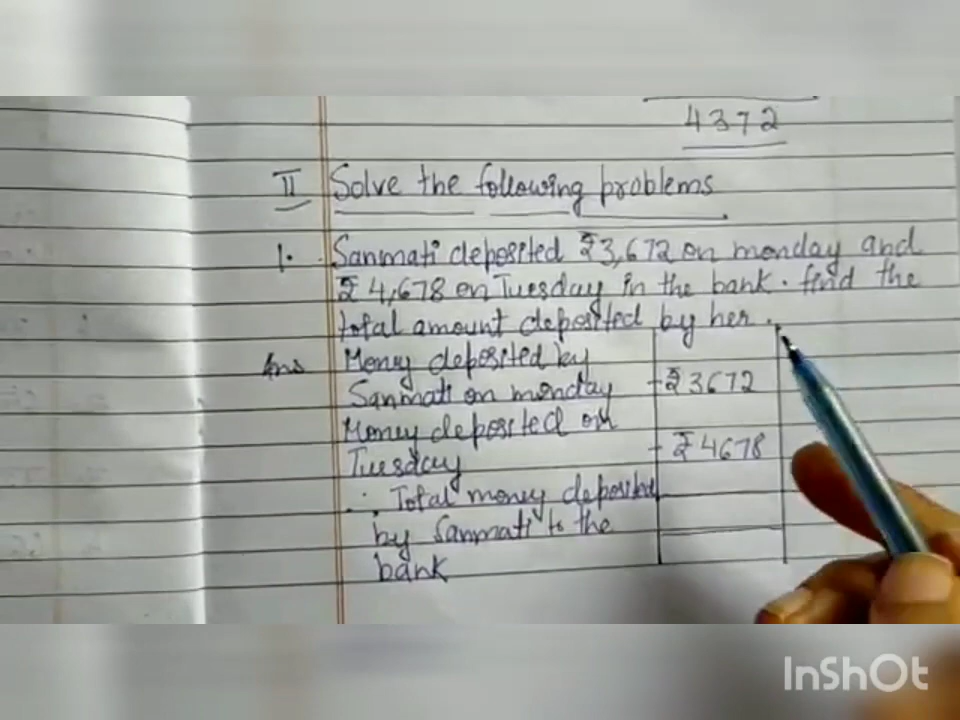 4372
II Solve the following problems
1. Sanmati deposited ₹3,672 on monday and
₹ 4,678 on Tuesday in the bank. find the
total amount deposited by her.
Ans Money deposited by
Sanmati on monday - ₹ 3672
Money deposited on
Tuesday - ₹ 4678
∴ Total money deposited
by Sanmati to the
bank
InShOt